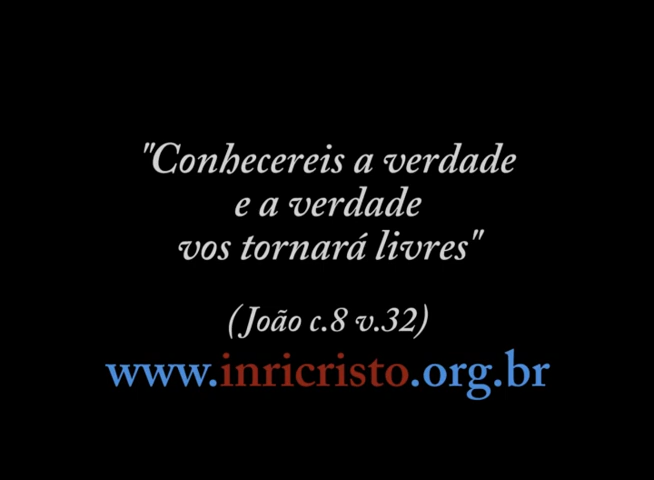 "Conhecereis a verdade
e a verdade
vos tornará livres"
(João c.8 v.32)
www.inricristo.org.br